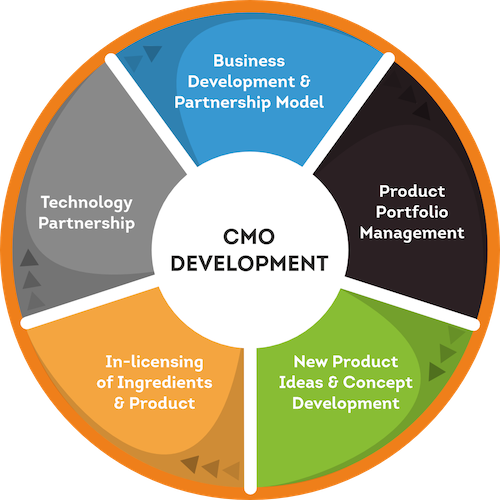 Business
Development &
Partnership Model
Product
Portfolio
Management
New Product
Ideas & Concept
Development
In-licensing
of Ingredients
& Product
Technology
Partnership
CMO
DEVELOPMENT